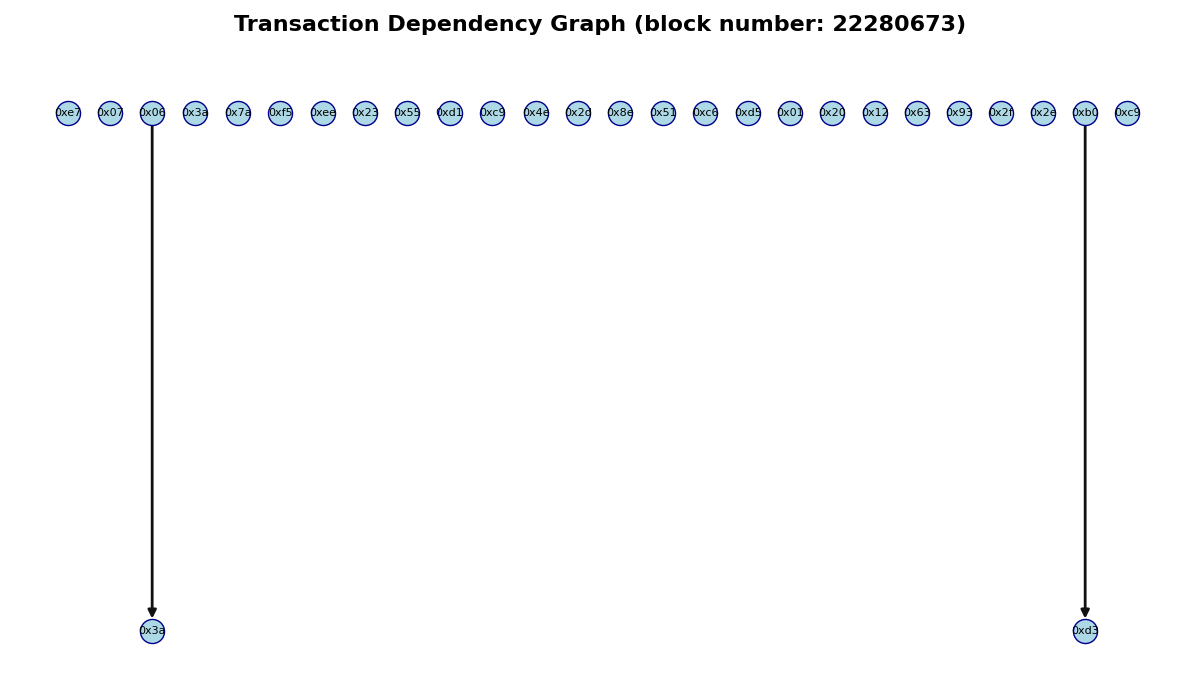 Transaction Dependency Graph (block number: 22280673)
0xe7 0x07 0x06 0x3a 0x7a 0xf5 0xee 0x23 0x55 0xd1 0xc9 0x4e 0x2d 0x8e 0x51 0xc6 0xd5 0x01 0x20 0x12 0x63 0x93 0x2f 0x2e 0xb0 0xc9
0x3a 0xd3